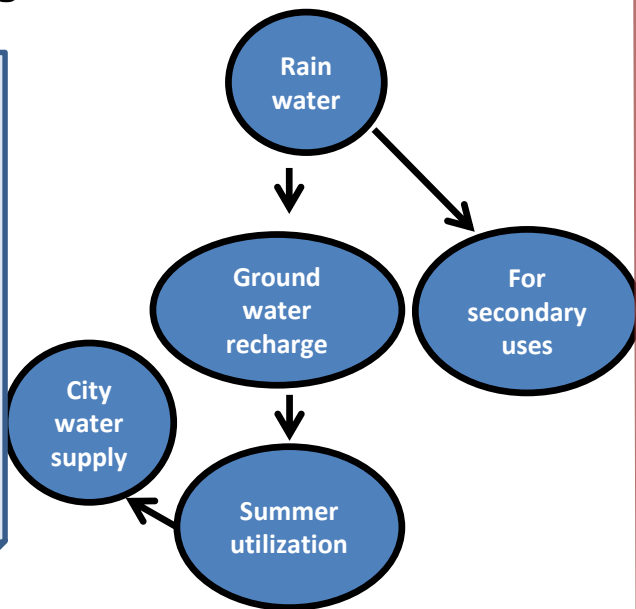 Rain
water
Ground
water
recharge
For
secondary
uses
City
water
supply
Summer
utilization